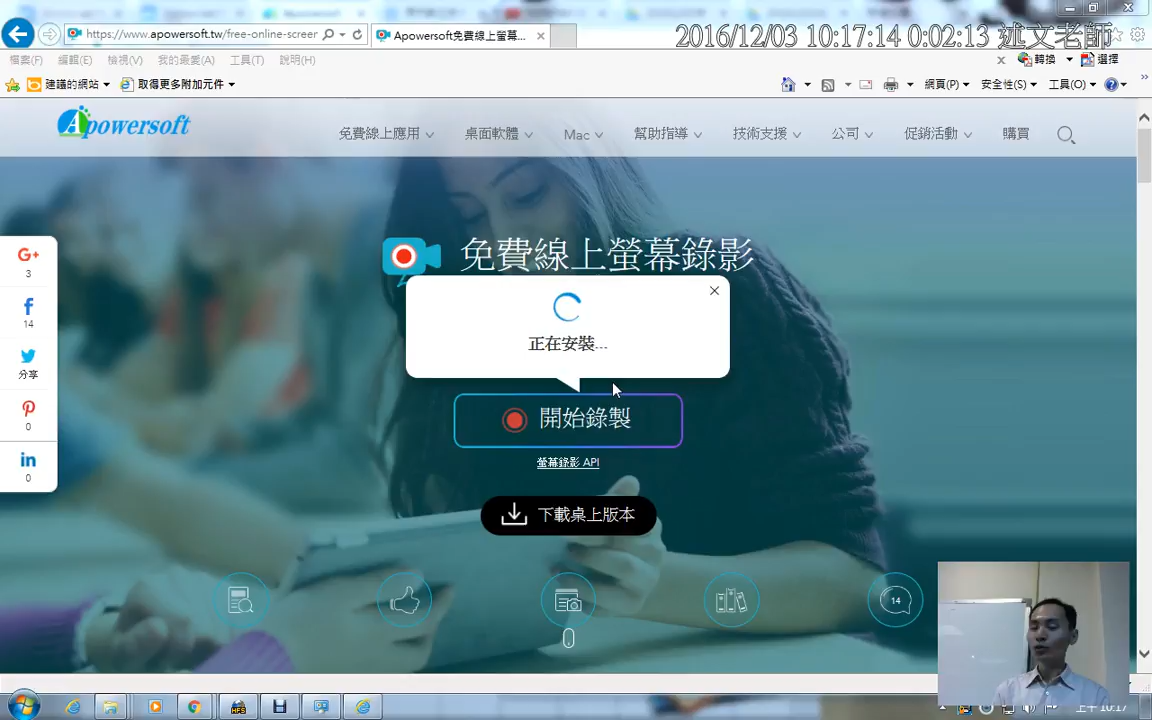 https://www.apowersoft.tw/free-online-screer
Apowersoft免費線上螢幕...
2016/12/03 10:17:14 0:02:13 述文老師
檔案(F) 編輯(E) 檢視(V) 我的最愛(A) 工具(T) 說明(H)
轉換 選擇
建議的網站 取得更多附加元件
網頁(P) 安全性(S) 工具(O)
Apowersoft
免費線上應用 桌面軟體 Mac 幫助指導 技術支援 公司 促銷活動 購買
G+
3
14
分享
0
in
0
免費線上螢幕錄影
正在安裝...
開始錄製
螢幕錄影 API
下載桌上版本
14
HFS
上午 10:17